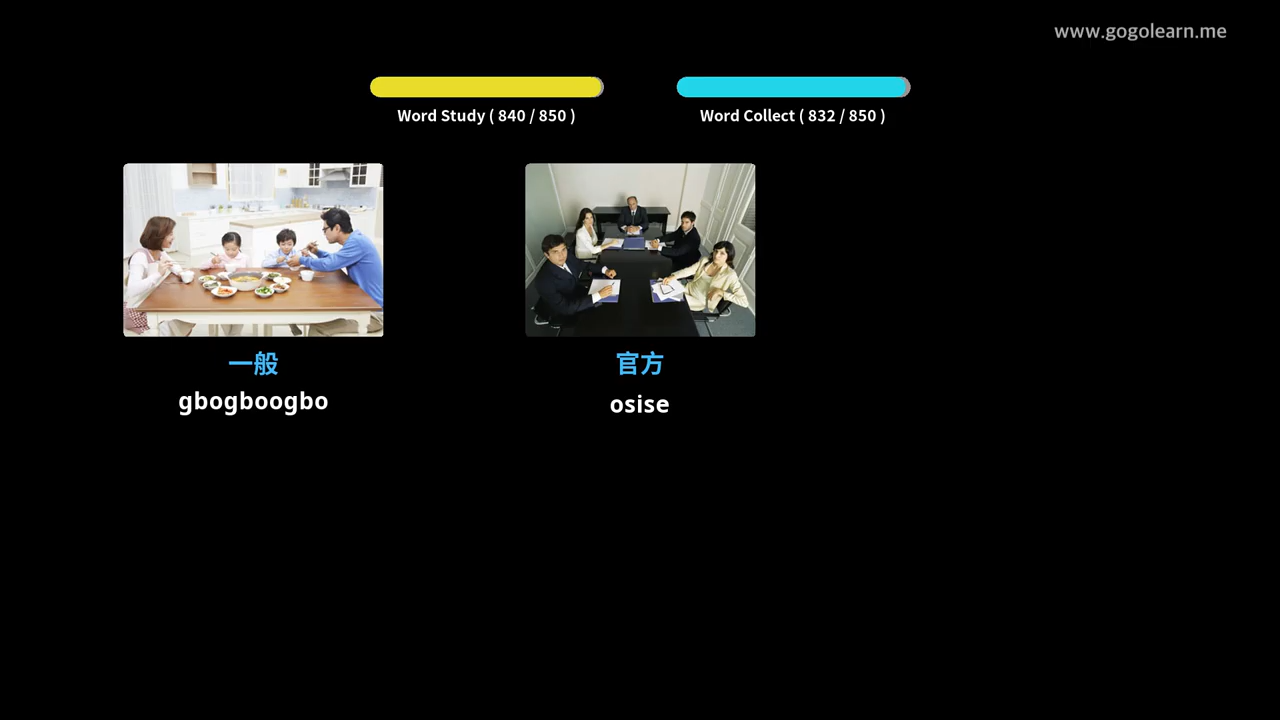 www.gogolearn.me
Word Study ( 840 / 850 )
Word Collect ( 832 / 850 )
一般
gbogboogbo
官方
osise